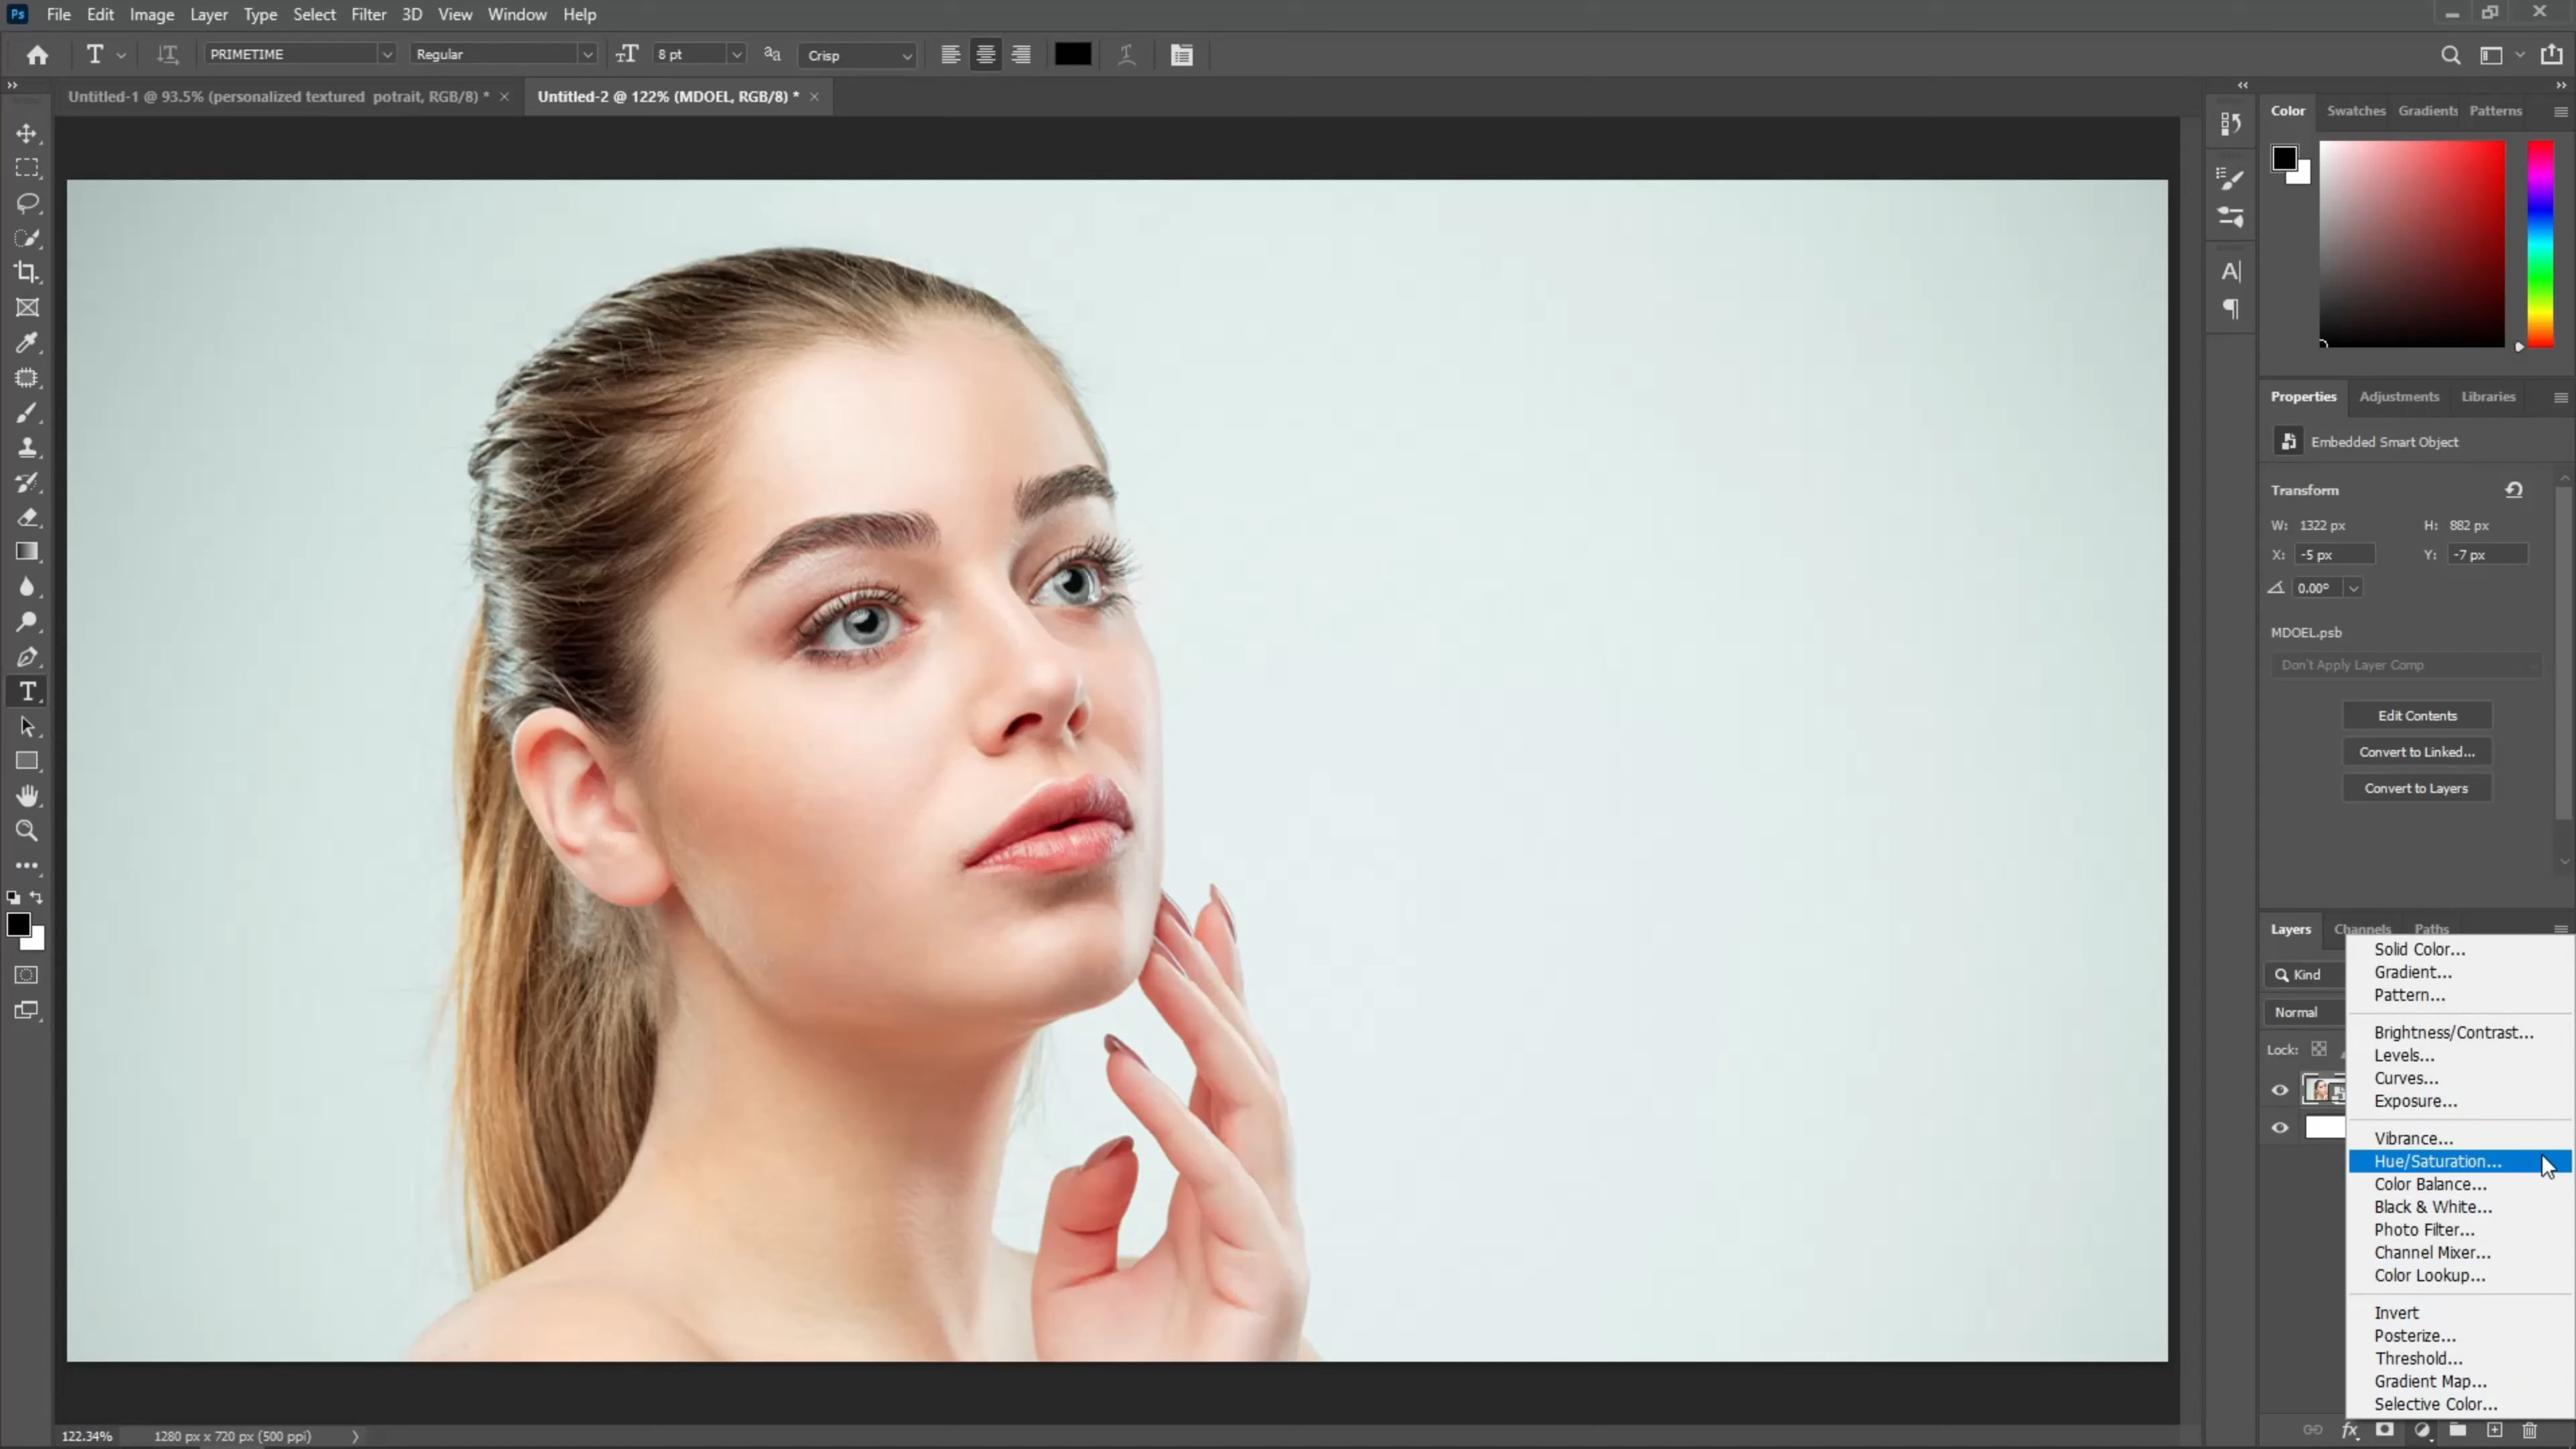 Ps File Edit Image Layer Type Select Filter 3D View Window Help
T PRIMETIME Regular 8 pt Crisp
Untitled-1 @ 93.5% (personalized textured potrait, RGB/8) * × Untitled-2 @ 122% (MDOEL, RGB/8) * ×
Color Swatches Gradients Patterns
Properties Adjustments Libraries
Embedded Smart Object
Transform
W: 1322 px H: 882 px
X: -5 px Y: -7 px
0.00°
MDOEL.psb
Don't Apply Layer Comp
Edit Contents
Convert to Linked...
Convert to Layers
Layers Channels Paths
Kind
Normal
Lock:
Solid Color...
Gradient...
Pattern...
Brightness/Contrast...
Levels...
Curves...
Exposure...
Vibrance...
Hue/Saturation...
Color Balance...
Black & White...
Photo Filter...
Channel Mixer...
Color Lookup...
Invert
Posterize...
Threshold...
Gradient Map...
Selective Color...
fx
122.34% 1280 px x 720 px (500 ppi)